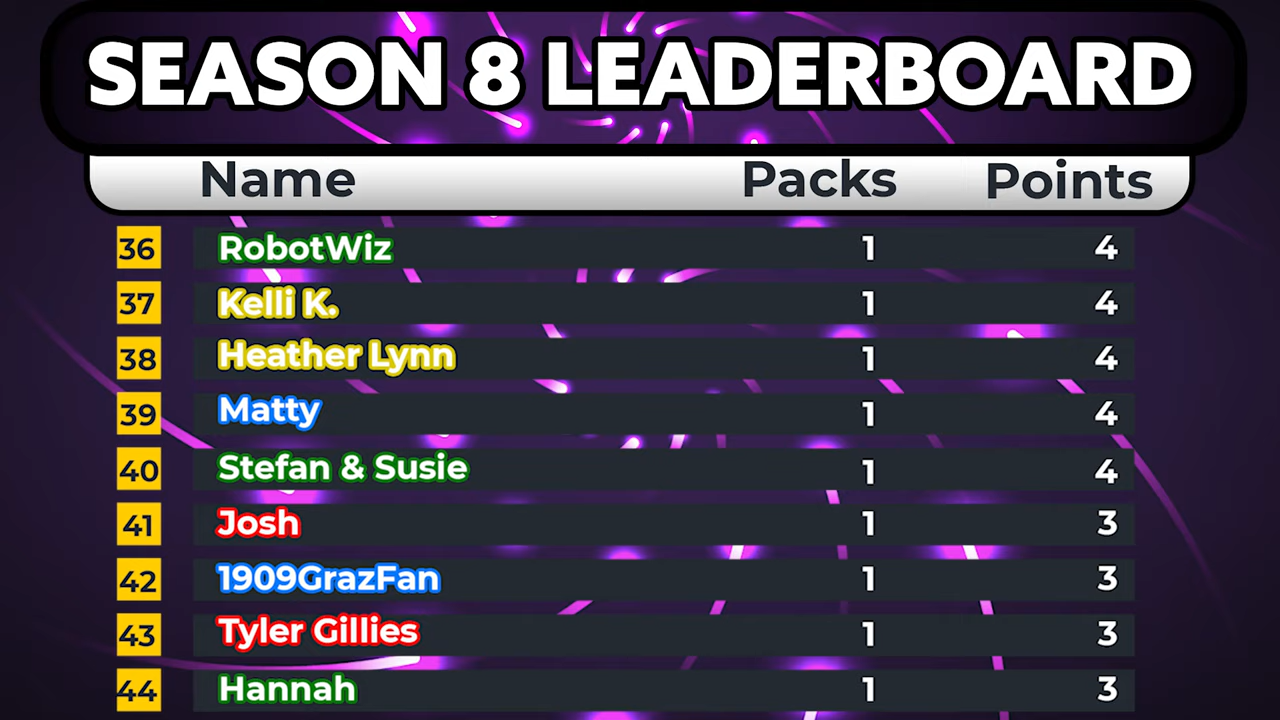 SEASON 8 LEADERBOARD
Name Packs Points
36 RobotWiz 1 4
37 Kelli K. 1 4
38 Heather Lynn 1 4
39 Matty 1 4
40 Stefan & Susie 1 4
41 Josh 1 3
42 1909GrazFan 1 3
43 Tyler Gillies 1 3
44 Hannah 1 3